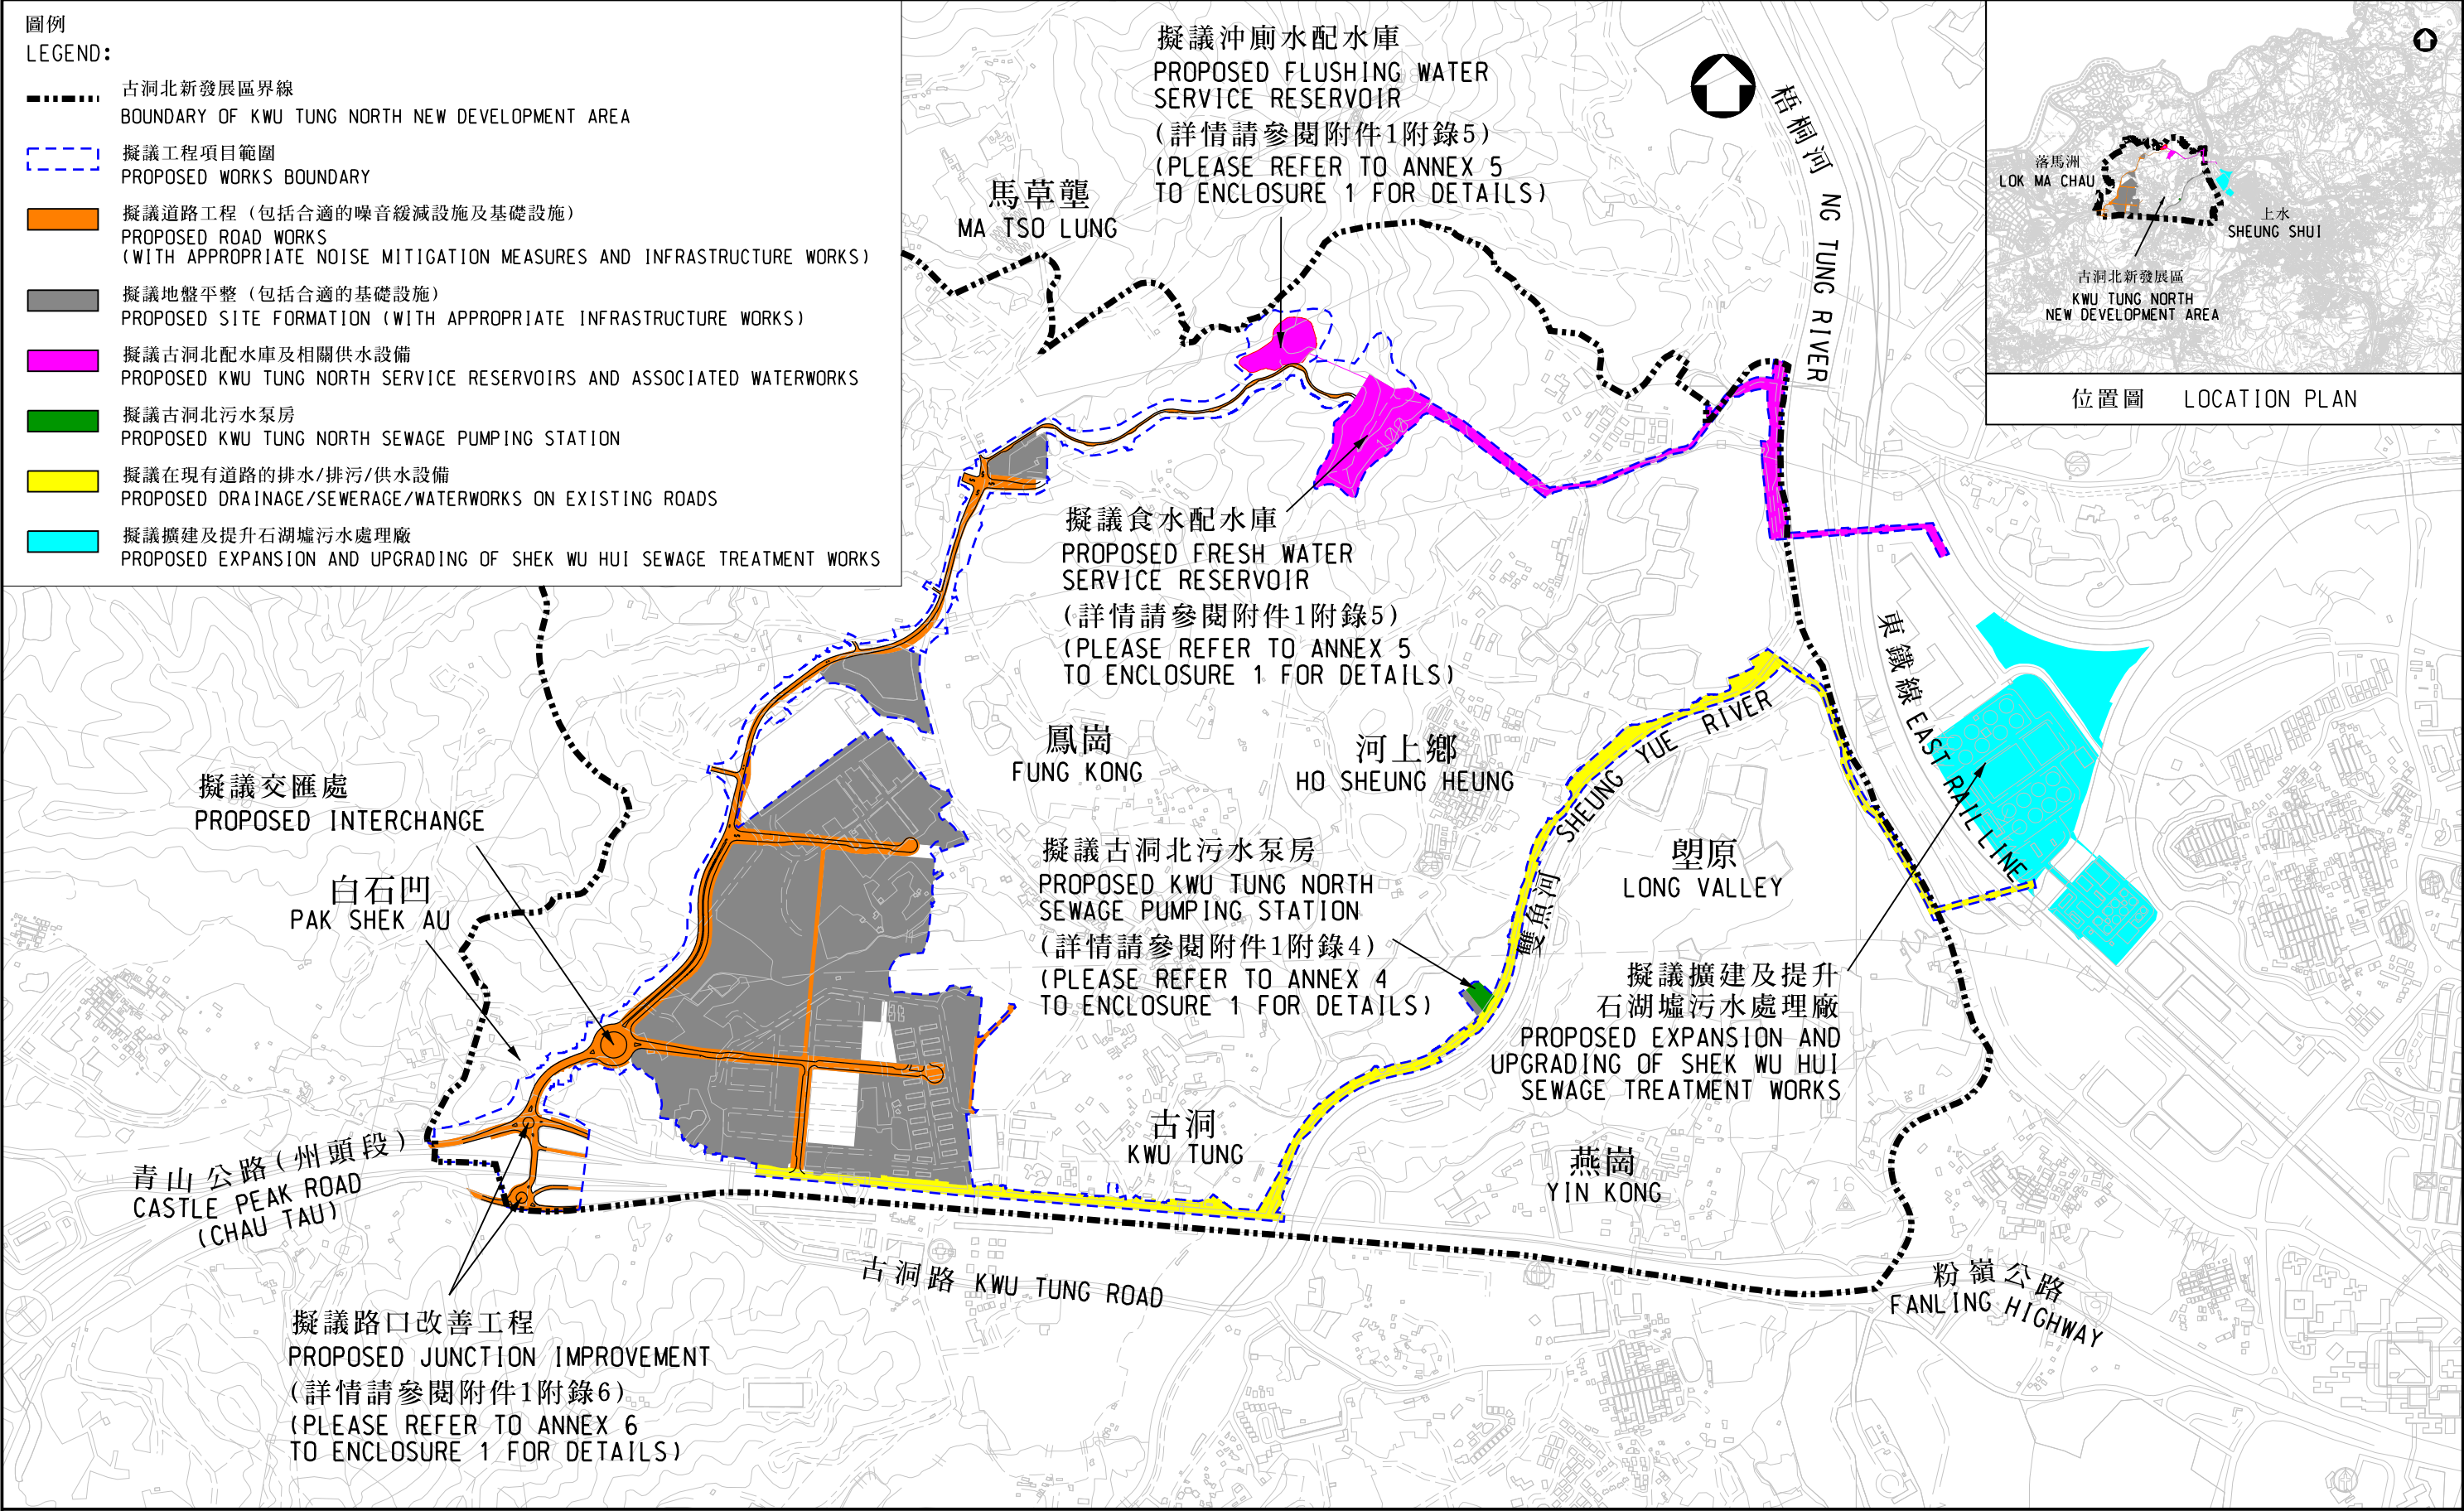 圖例
LEGEND:
古洞北新發展區界線
BOUNDARY OF KWU TUNG NORTH NEW DEVELOPMENT AREA
擬議工程項目範圍
PROPOSED WORKS BOUNDARY
擬議道路工程 (包括合適的噪音緩減設施及基礎設施)
PROPOSED ROAD WORKS
(WITH APPROPRIATE NOISE MITIGATION MEASURES AND INFRASTRUCTURE WORKS)
擬議地盤平整 (包括合適的基礎設施)
PROPOSED SITE FORMATION (WITH APPROPRIATE INFRASTRUCTURE WORKS)
擬議古洞北配水庫及相關供水設備
PROPOSED KWU TUNG NORTH SERVICE RESERVOIRS AND ASSOCIATED WATERWORKS
擬議古洞北污水泵房
PROPOSED KWU TUNG NORTH SEWAGE PUMPING STATION
擬議在現有道路的排水/排污/供水設備
PROPOSED DRAINAGE/SEWERAGE/WATERWORKS ON EXISTING ROADS
擬議擴建及提升石湖墟污水處理廠
PROPOSED EXPANSION AND UPGRADING OF SHEK WU HUI SEWAGE TREATMENT WORKS
擬議沖廁水配水庫
PROPOSED FLUSHING WATER
SERVICE RESERVOIR
(詳情請參閱附件1附錄5)
(PLEASE REFER TO ANNEX 5
TO ENCLOSURE 1 FOR DETAILS)
馬草壟
MA TSO LUNG
梧桐河 NG TUNG RIVER
落馬洲
LOK MA CHAU
上水
SHEUNG SHUI
古洞北新發展區
KWU TUNG NORTH
NEW DEVELOPMENT AREA
位置圖 LOCATION PLAN
100
擬議食水配水庫
PROPOSED FRESH WATER
SERVICE RESERVOIR
(詳情請參閱附件1附錄5)
(PLEASE REFER TO ANNEX 5
TO ENCLOSURE 1 FOR DETAILS)
東鐵線 EAST RAIL LINE
鳳崗
FUNG KONG
河上鄉
HO SHEUNG HEUNG
雙魚河 SHEUNG YUE RIVER
塱原
LONG VALLEY
擬議交匯處
PROPOSED INTERCHANGE
白石凹
PAK SHEK AU
擬議古洞北污水泵房
PROPOSED KWU TUNG NORTH
SEWAGE PUMPING STATION
(詳情請參閱附件1附錄4)
(PLEASE REFER TO ANNEX 4
TO ENCLOSURE 1 FOR DETAILS)
擬議擴建及提升
石湖墟污水處理廠
PROPOSED EXPANSION AND
UPGRADING OF SHEK WU HUI
SEWAGE TREATMENT WORKS
青山公路(州頭段)
CASTLE PEAK ROAD
(CHAU TAU)
古洞
KWU TUNG
燕崗
YIN KONG
16
古洞路 KWU TUNG ROAD
粉嶺公路
FANLING HIGHWAY
擬議路口改善工程
PROPOSED JUNCTION IMPROVEMENT
(詳情請參閱附件1附錄6)
(PLEASE REFER TO ANNEX 6
TO ENCLOSURE 1 FOR DETAILS)